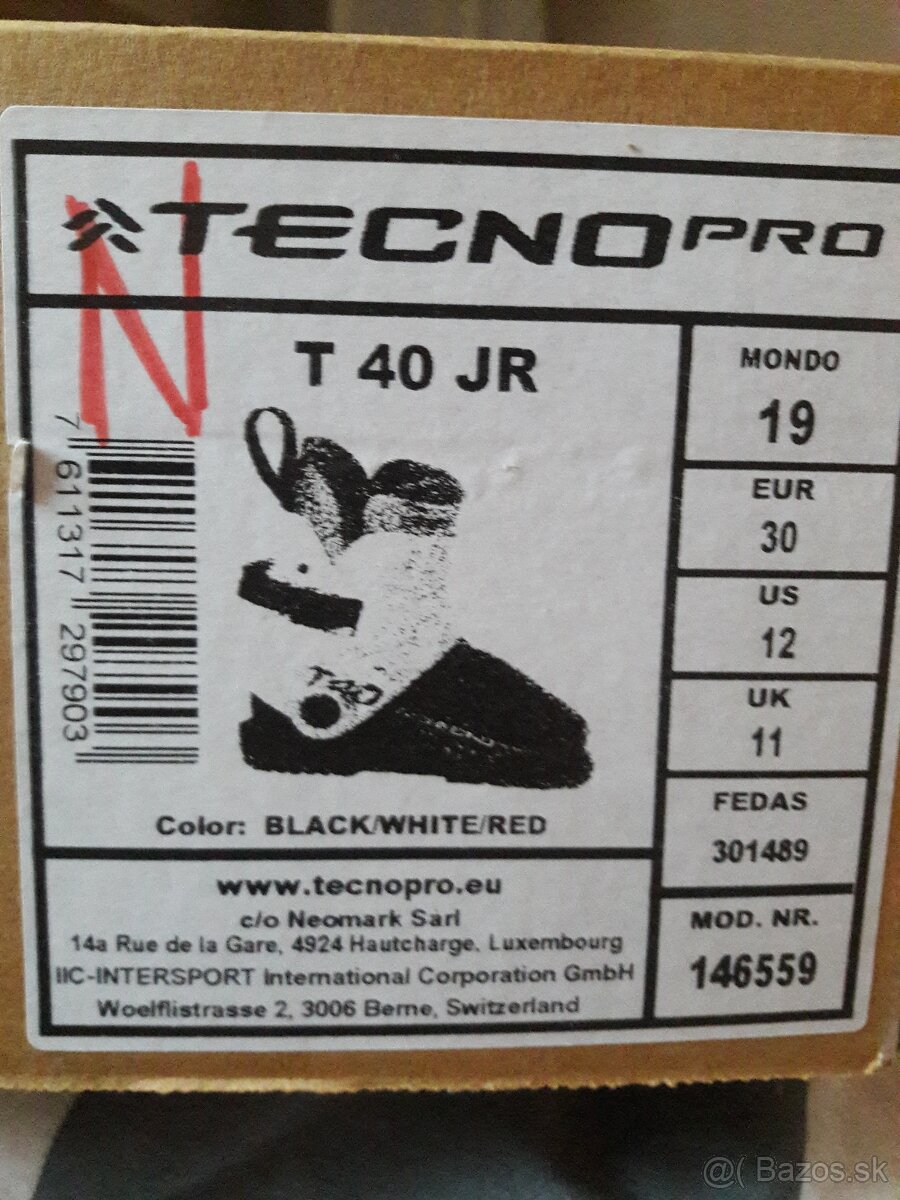 N
TECNOPRO
T 40 JR
7 611317 297903
T40
Color: BLACK/WHITE/RED
MONDO
19
EUR
30
US
12
UK
11
FEDAS
301489
MOD. NR.
146559
www.tecnopro.eu
c/o Neomark Sarl
14a Rue de la Gare, 4924 Hautcharge, Luxembourg
IIC-INTERSPORT International Corporation GmbH
Woelflistrasse 2, 3006 Berne, Switzerland
@( Bazos.sk